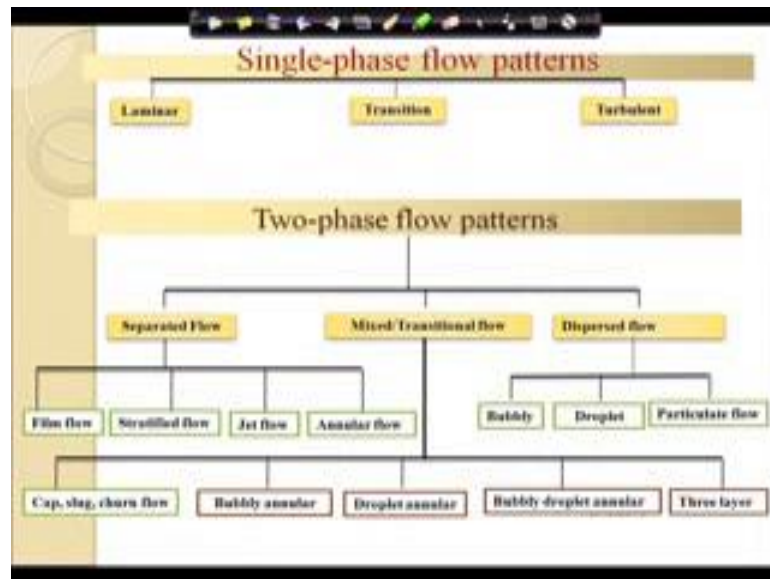 Single-phase flow patterns
Laminar Transition Turbulent
Two-phase flow patterns
Separated Flow Mixed/Transitional flow Dispersed flow
Film flow Stratified flow Jet flow Annular flow Bubbly Droplet Particulate flow
Cap, slug, churn flow Bubbly annular Droplet annular Bubbly droplet annular Three layer